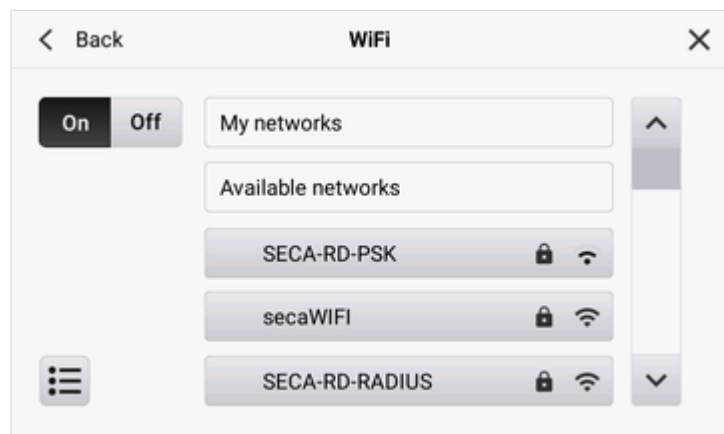 Back
WiFi
On
Off
My networks
Available networks
SECA-RD-PSK
secaWIFI
SECA-RD-RADIUS